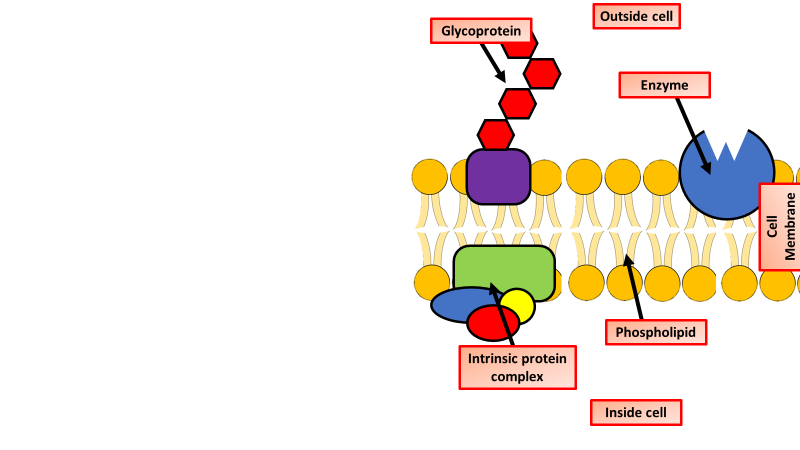 Outside cell
Glycoprotein
Enzyme
Cell
Membrane
Phospholipid
Intrinsic protein
complex
Inside cell